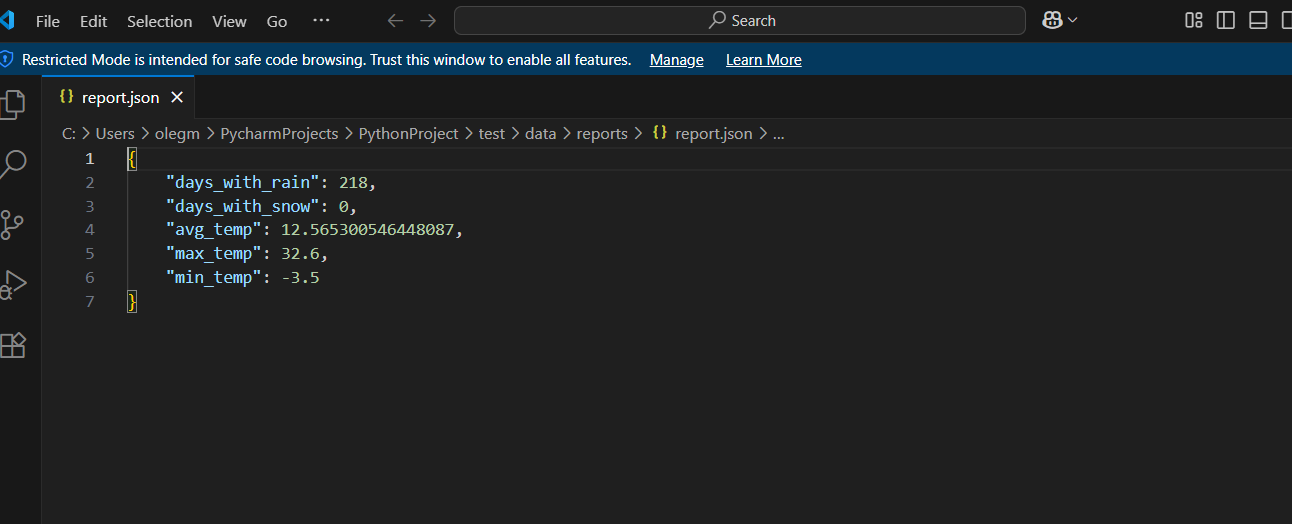 File Edit Selection View Go ··· Search
Restricted Mode is intended for safe code browsing. Trust this window to enable all features. Manage Learn More
{} report.json ×
C: > Users > olegm > PycharmProjects > PythonProject > test > data > reports > {} report.json > ...
1 {
2 "days_with_rain": 218,
3 "days_with_snow": 0,
4 "avg_temp": 12.565300546448087,
5 "max_temp": 32.6,
6 "min_temp": -3.5
7 }